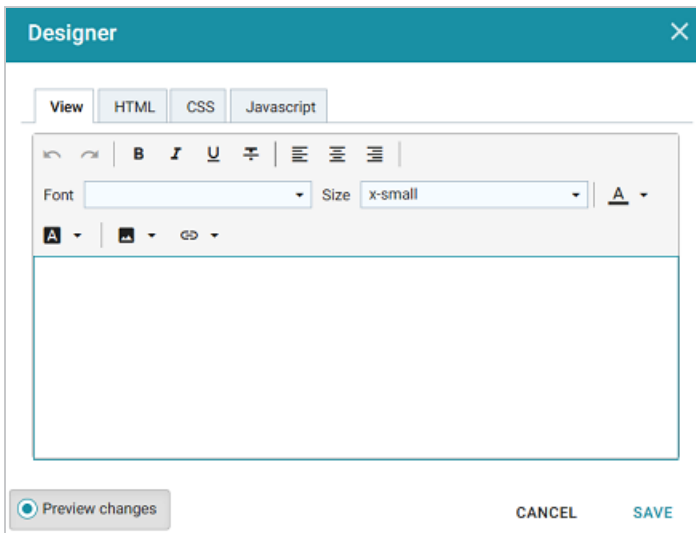 Designer
View HTML CSS Javascript
B I U T
Font Size x-small A
A
Preview changes CANCEL SAVE